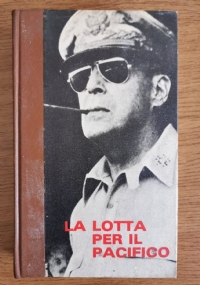 LA LOTTA
PER IL
PACIFICO